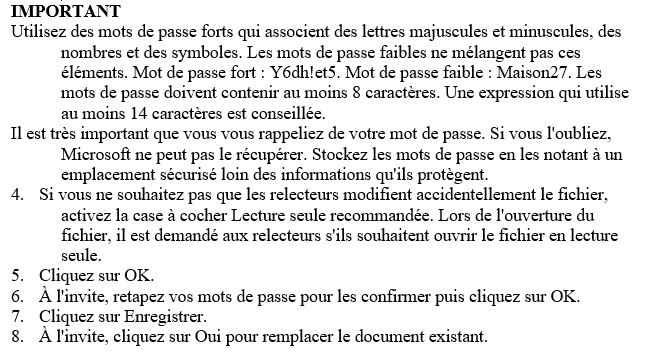 IMPORTANT
Utilisez des mots de passe forts qui associent des lettres majuscules et minuscules, des
nombres et des symboles. Les mots de passe faibles ne mélangent pas ces
éléments. Mot de passe fort : Y6dh!et5. Mot de passe faible : Maison27. Les
mots de passe doivent contenir au moins 8 caractères. Une expression qui utilise
au moins 14 caractères est conseillée.
Il est très important que vous vous rappeliez de votre mot de passe. Si vous l'oubliez,
Microsoft ne peut pas le récupérer. Stockez les mots de passe en les notant à un
emplacement sécurisé loin des informations qu'ils protègent.
4. Si vous ne souhaitez pas que les relecteurs modifient accidentellement le fichier,
activez la case à cocher Lecture seule recommandée. Lors de l'ouverture du
fichier, il est demandé aux relecteurs s'ils souhaitent ouvrir le fichier en lecture
seule.
5. Cliquez sur OK.
6. À l'invite, retapez vos mots de passe pour les confirmer puis cliquez sur OK.
7. Cliquez sur Enregistrer.
8. À l'invite, cliquez sur Oui pour remplacer le document existant.